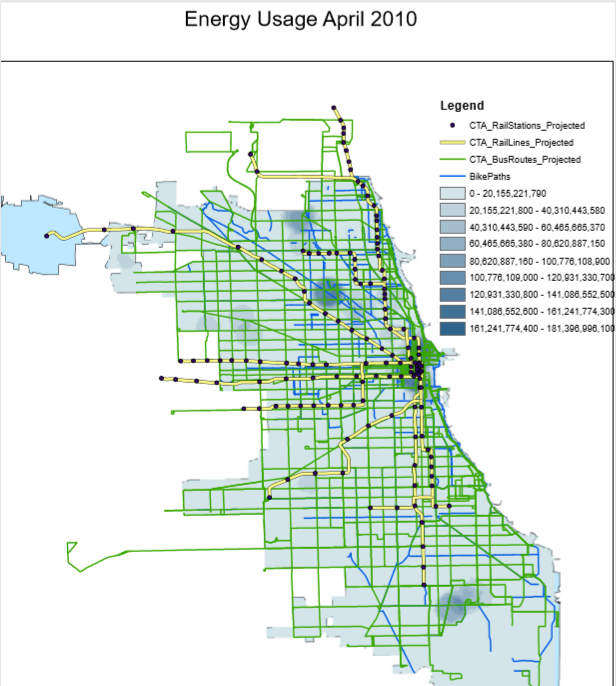 Energy Usage April 2010
Legend
CTA_RailStations_Projected
CTA_RailLines_Projected
CTA_BusRoutes_Projected
BikePaths
0 - 20,155,221,790
20,155,221,800 - 40,310,443,580
40,310,443,590 - 60,465,665,370
60,465,665,380 - 80,620,887,150
80,620,887,160 - 100,776,108,900
100,776,109,000 - 120,931,330,700
120,931,330,800 - 141,086,552,500
141,086,552,600 - 161,241,774,300
161,241,774,400 - 181,396,996,100